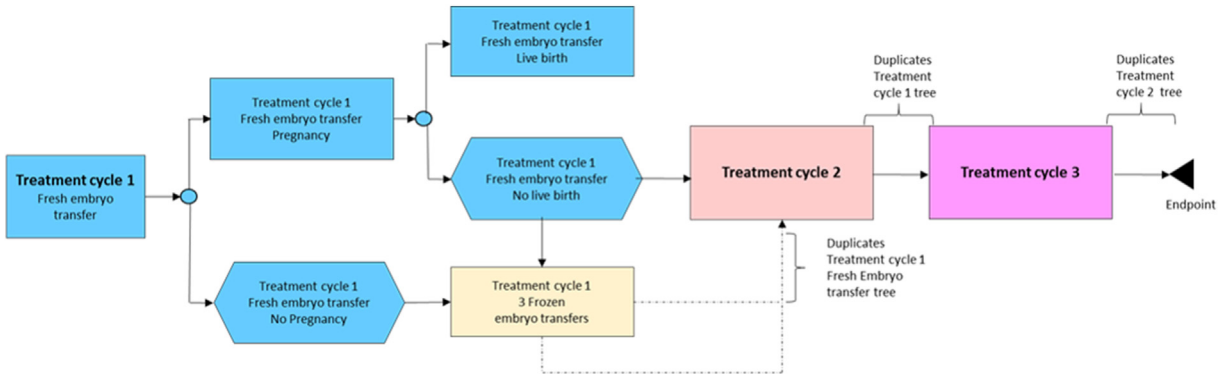 Treatment cycle 1
Fresh embryo transfer
Live birth
Duplicates
Treatment
cycle 1 tree
Duplicates
Treatment
cycle 2 tree
Treatment cycle 1
Fresh embryo transfer
Pregnancy
Treatment cycle 1
Fresh embryo
transfer
Treatment cycle 1
Fresh embryo transfer
No live birth
Treatment cycle 2
Treatment cycle 3
Endpoint
Treatment cycle 1
Fresh embryo transfer
No Pregnancy
Treatment cycle 1
3 Frozen
embryo transfers
Duplicates
Treatment cycle 1
Fresh Embryo
transfer tree